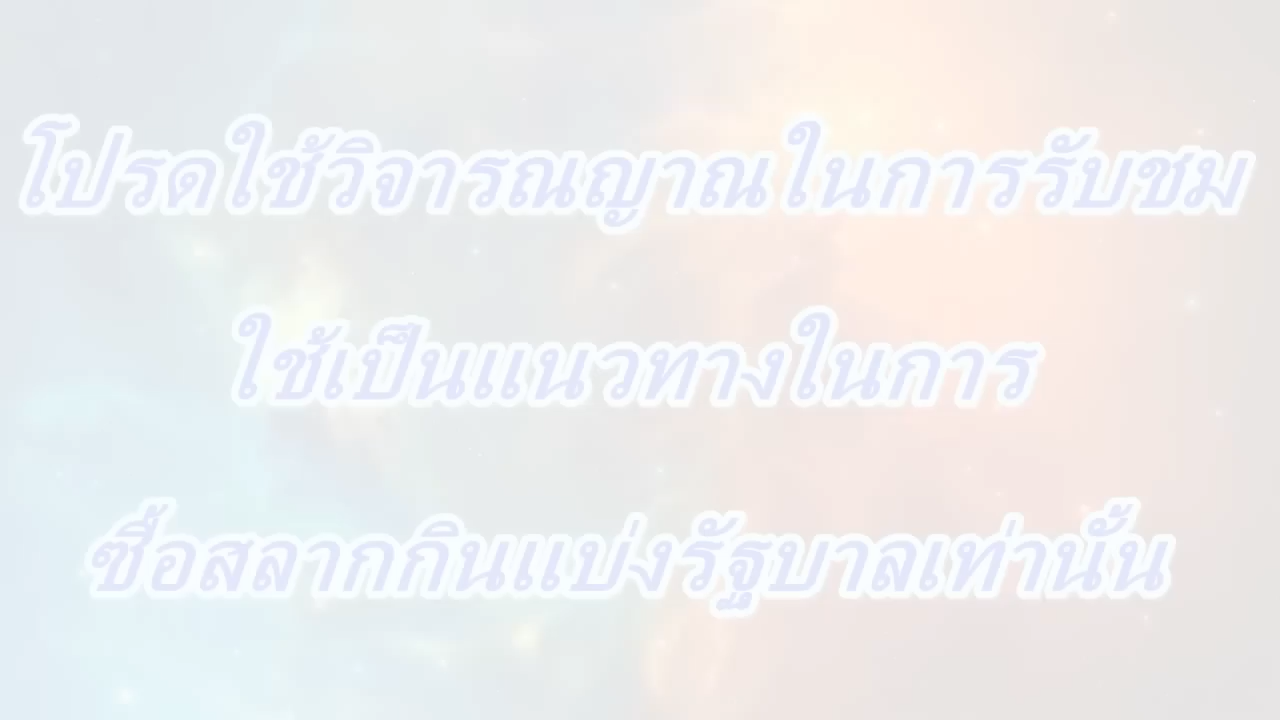 โปรดใช้วิจารณญาณในการรับชม
ใช้เป็นแนวทางในการ
ซื้อสลากกินแบ่งรัฐบาลเท่านั้น